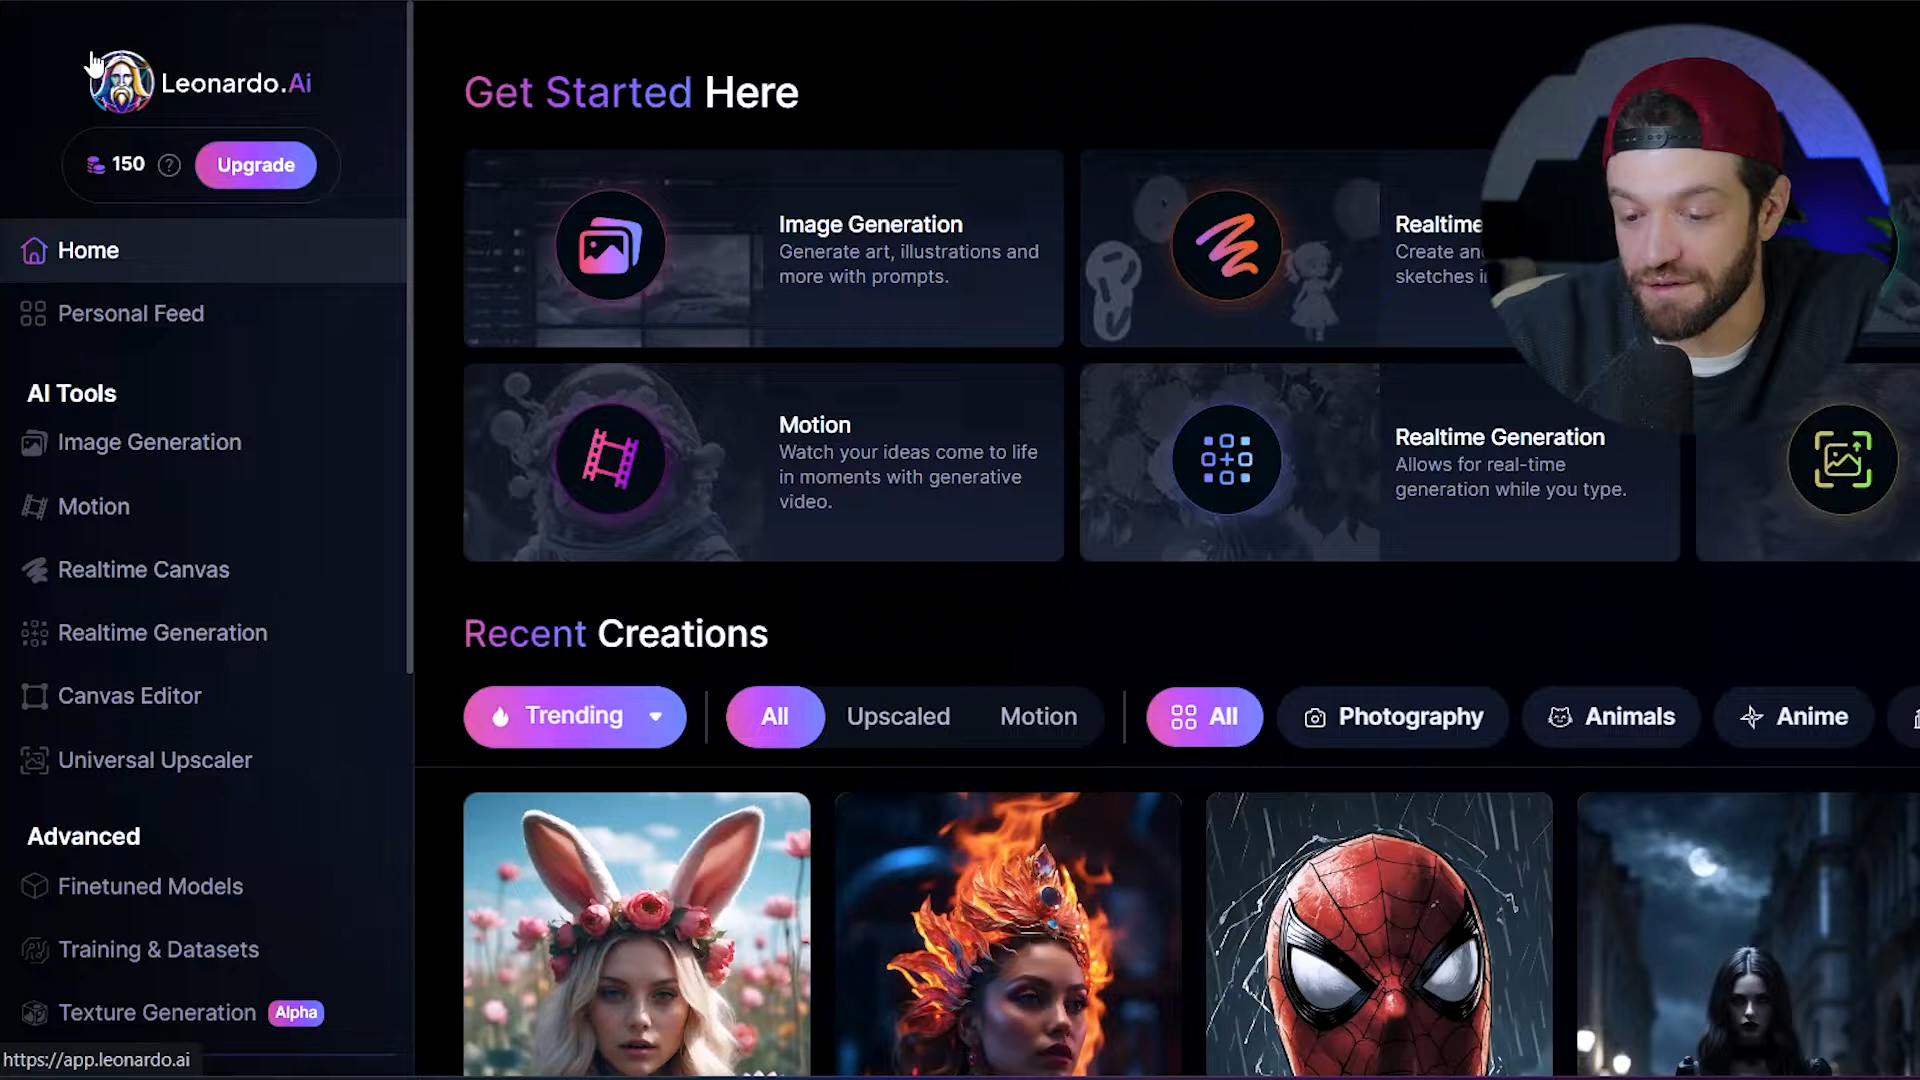 Leonardo.Ai
150
Upgrade
Home
Personal Feed
AI Tools
Image Generation
Motion
Realtime Canvas
Realtime Generation
Canvas Editor
Universal Upscaler
Advanced
Finetuned Models
Training & Datasets
Texture Generation Alpha
https://app.leonardo.ai
Get Started Here
Image Generation
Generate art, illustrations and
more with prompts.
Realtime
Create
sketches
Motion
Watch your ideas come to life
in moments with generative
video.
Realtime Generation
Allows for real-time
generation while you type.
Recent Creations
Trending
All
Upscaled
Motion
All
Photography
Animals
Anime